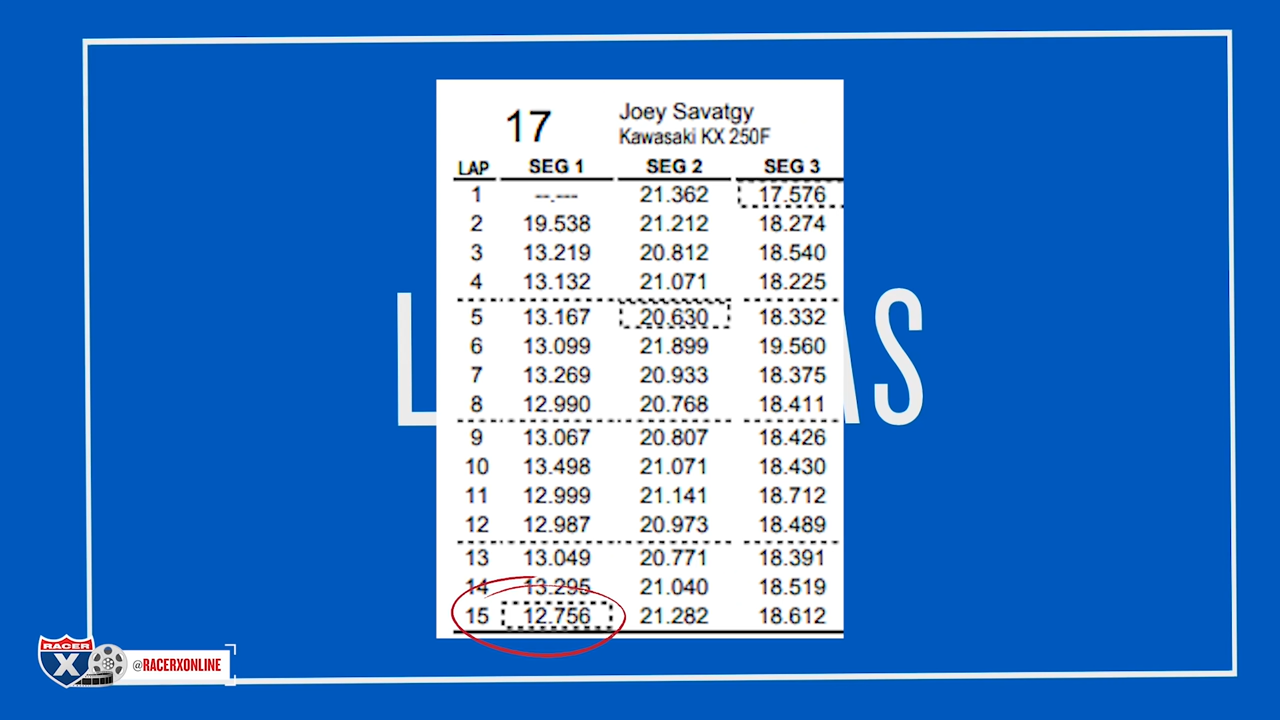 17
Joey Savatgy
Kawasaki KX 250F
LAP SEG 1 SEG 2 SEG 3
1 --.--- 21.362 17.576
2 19.538 21.212 18.274
3 13.219 20.812 18.540
4 13.132 21.071 18.225
5 13.167 20.630 18.332
6 13.099 21.899 19.560
7 13.269 20.933 18.375
8 12.990 20.768 18.411
9 13.067 20.807 18.426
10 13.498 21.071 18.430
11 12.999 21.141 18.712
12 12.987 20.973 18.489
13 13.049 20.771 18.391
14 13.295 21.040 18.519
15 12.756 21.282 18.612
RACER
X
@RACERXONLINE